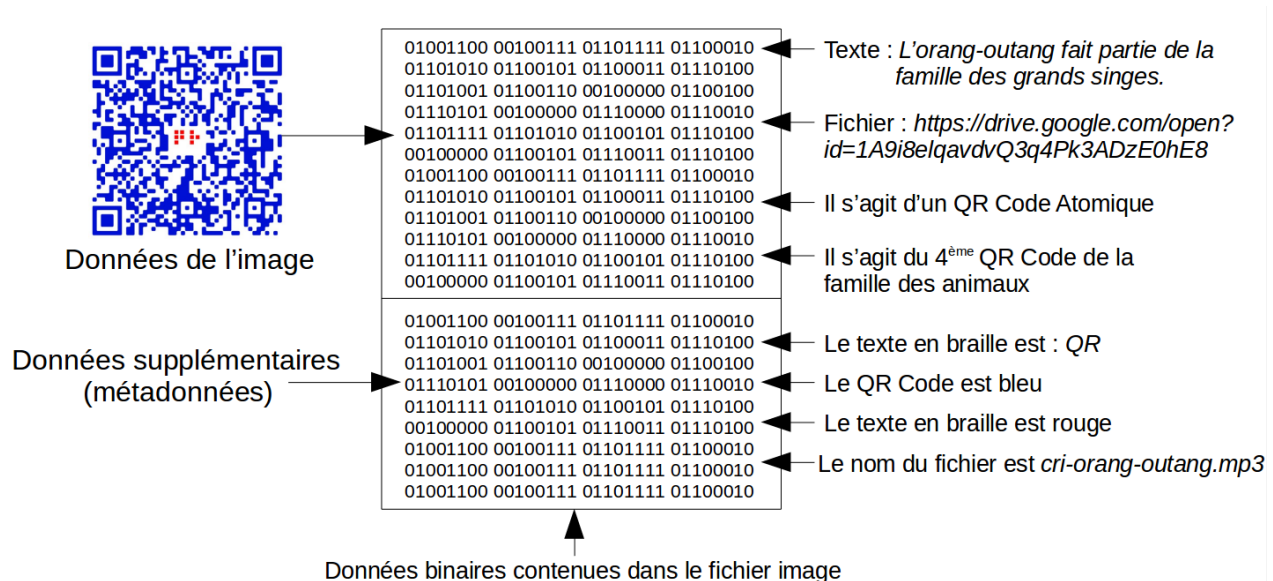 01001100 00100111 01101111 01100010
01101010 01100101 01100011 01110100
01101001 01100110 00100000 01100100
01110101 00100000 01110000 01110010
01101111 01101010 01100101 01110100
00100000 01100101 01110011 01110100
01001100 00100111 01101111 01100010
01101010 01100101 01100011 01110100
01101001 01100110 00100000 01100100
01110101 00100000 01110000 01110010
01101111 01101010 01100101 01110100
00100000 01100101 01110011 01110100
Texte : L'orang-outang fait partie de la
famille des grands singes.
Fichier : https://drive.google.com/open?
id=1A9i8elqavdvQ3q4Pk3ADzE0hE8
Il s'agit d'un QR Code Atomique
Il s'agit du 4ème QR Code de la
famille des animaux
Données de l'image
01001100 00100111 01101111 01100010
01101010 01100101 01100011 01110100
01101001 01100110 00100000 01100100
01110101 00100000 01110000 01110010
01101111 01101010 01100101 01110100
00100000 01100101 01110011 01110100
01001100 00100111 01101111 01100010
01001100 00100111 01101111 01100010
01001100 00100111 01101111 01100010
Le texte en braille est : QR
Le QR Code est bleu
Le texte en braille est rouge
Le nom du fichier est cri-orang-outang.mp3
Données supplémentaires
(métadonnées)
Données binaires contenues dans le fichier image